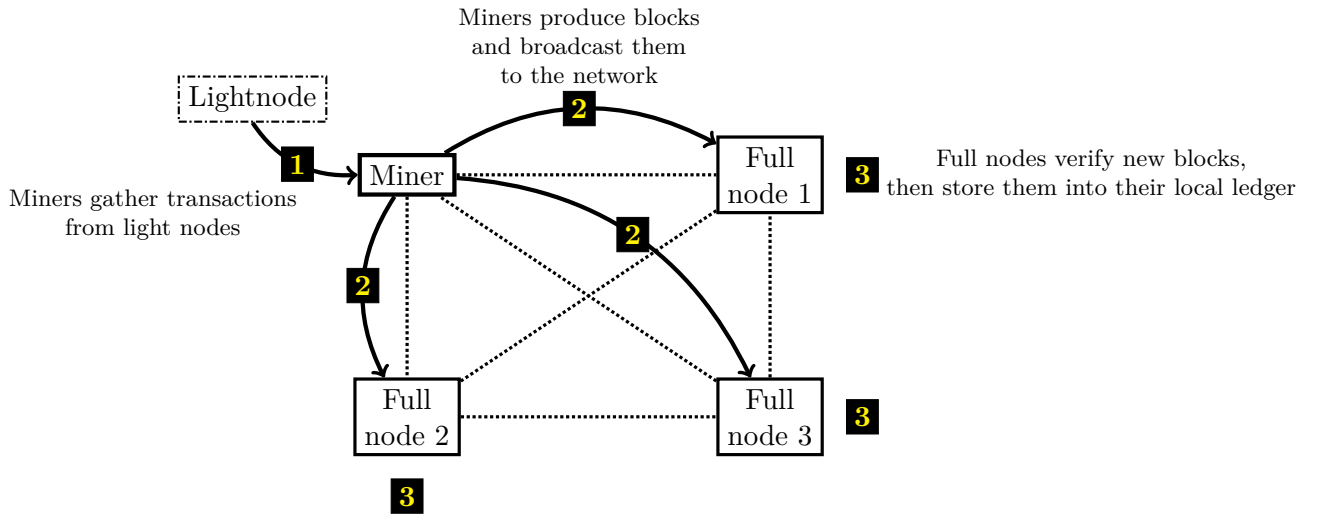 Miners produce blocks
and broadcast them
to the network
Lightnode
2
1
Miner
Full
node 1
3
Full nodes verify new blocks,
then store them into their local ledger
Miners gather transactions
from light nodes
2
2
Full
node 2
Full
node 3
3
3